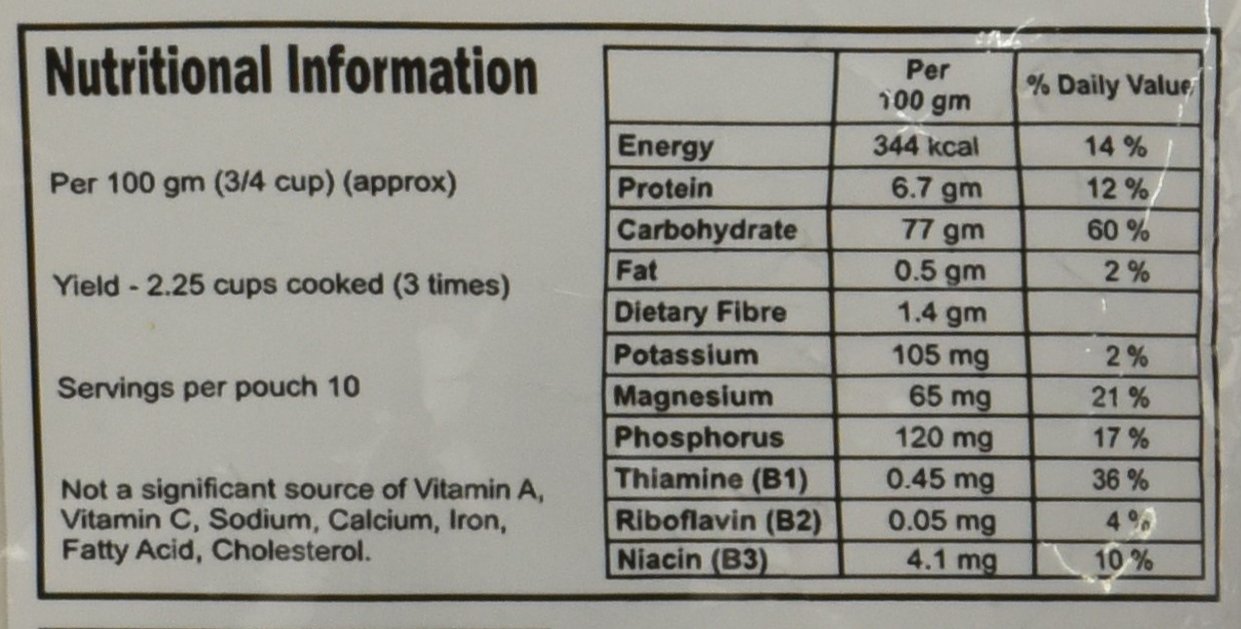 Nutritional Information
Per 100 gm (3/4 cup) (approx)
Yield - 2.25 cups cooked (3 times)
Servings per pouch 10
Not a significant source of Vitamin A,
Vitamin C, Sodium, Calcium, Iron,
Fatty Acid, Cholesterol.
Per
100 gm
% Daily Value
Energy 344 kcal 14 %
Protein 6.7 gm 12 %
Carbohydrate 77 gm 60 %
Fat 0.5 gm 2 %
Dietary Fibre 1.4 gm
Potassium 105 mg 2 %
Magnesium 65 mg 21 %
Phosphorus 120 mg 17 %
Thiamine (B1) 0.45 mg 36 %
Riboflavin (B2) 0.05 mg 4 %
Niacin (B3) 4.1 mg 10 %